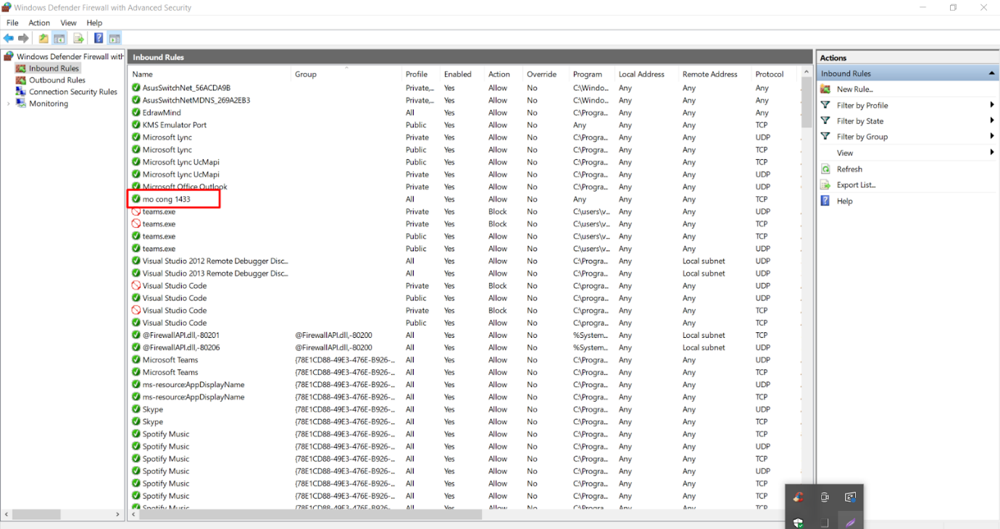 Windows Defender Firewall with Advanced Security
File Action View Help
Windows Defender Firewall with
Inbound Rules
Outbound Rules
Connection Security Rules
Monitoring
Inbound Rules
Name Group Profile Enabled Action Override Program Local Address Remote Address Protocol
AsusSwitchNet_56ACDA9B Private,... Yes Allow No C:\Windo... Any Any Any
AsusSwitchNetMDNS_269A2EB3 Private,... Yes Allow No C:\Windo... Any Any Any
EdrawMind All Yes Allow No C:\Progra... Any Any Any
KMS Emulator Port Public Yes Allow No Any Any Any TCP
Microsoft Lync Private Yes Allow No C:\Progra... Any Any UDP
Microsoft Lync Public Yes Allow No C:\Progra... Any Any TCP
Microsoft Lync UcMapi Public Yes Allow No C:\Progra... Any Any TCP
Microsoft Lync UcMapi Private Yes Allow No C:\Progra... Any Any UDP
Microsoft Office Outlook Private Yes Allow No C:\Progra... Any Any UDP
mo cong 1433 All Yes Allow No Any Any Any TCP
teams.exe Private Yes Block No C:\users\v... Any Any UDP
teams.exe Private Yes Block No C:\users\v... Any Any TCP
teams.exe Public Yes Allow No C:\users\v... Any Any TCP
teams.exe Public Yes Allow No C:\users\v... Any Any UDP
Visual Studio 2012 Remote Debugger Disc... All Yes Allow No C:\Progra... Any Local subnet UDP
Visual Studio 2013 Remote Debugger Disc... All Yes Allow No C:\Progra... Any Local subnet UDP
Visual Studio Code Private Yes Block No C:\progra... Any Any UDP
Visual Studio Code Public Yes Allow No C:\progra... Any Any UDP
Visual Studio Code Private Yes Block No C:\progra... Any Any TCP
Visual Studio Code Public Yes Allow No C:\progra... Any Any TCP
@FirewallAPI.dll,-80201 @FirewallAPI.dll,-80200 All Yes Allow No %System... Any Local subnet TCP
@FirewallAPI.dll,-80206 @FirewallAPI.dll,-80200 All Yes Allow No %System... Any Local subnet TCP
Microsoft Teams {78E1CD88-49E3-476E-B926-... All Yes Allow No C:\Progra... Any Any UDP
Microsoft Teams {78E1CD88-49E3-476E-B926-... All Yes Allow No C:\Progra... Any Any TCP
ms-resource:AppDisplayName {78E1CD88-49E3-476E-B926-... All Yes Allow No C:\Progra... Any Any UDP
ms-resource:AppDisplayName {78E1CD88-49E3-476E-B926-... All Yes Allow No C:\Progra... Any Any TCP
Skype {78E1CD88-49E3-476E-B926-... All Yes Allow No C:\Progra... Any Any UDP
Skype {78E1CD88-49E3-476E-B926-... All Yes Allow No C:\Progra... Any Any TCP
Spotify Music {78E1CD88-49E3-476E-B926-... All Yes Allow No C:\Progra... Any Any TCP
Spotify Music {78E1CD88-49E3-476E-B926-... All Yes Allow No C:\Progra... Any Any UDP
Spotify Music {78E1CD88-49E3-476E-B926-... All Yes Allow No C:\Progra... Any Any TCP
Spotify Music {78E1CD88-49E3-476E-B926-... All Yes Allow No C:\Progra... Any Any UDP
Spotify Music {78E1CD88-49E3-476E-B926-... All Yes Allow No C:\Progra... Any Any TCP
Spotify Music {78E1CD88-49E3-476E-B926-... All Yes Allow No C:\Progra... Any Any TCP
Actions
Inbound Rules
New Rule...
Filter by Profile
Filter by State
Filter by Group
View
Refresh
Export List...
Help